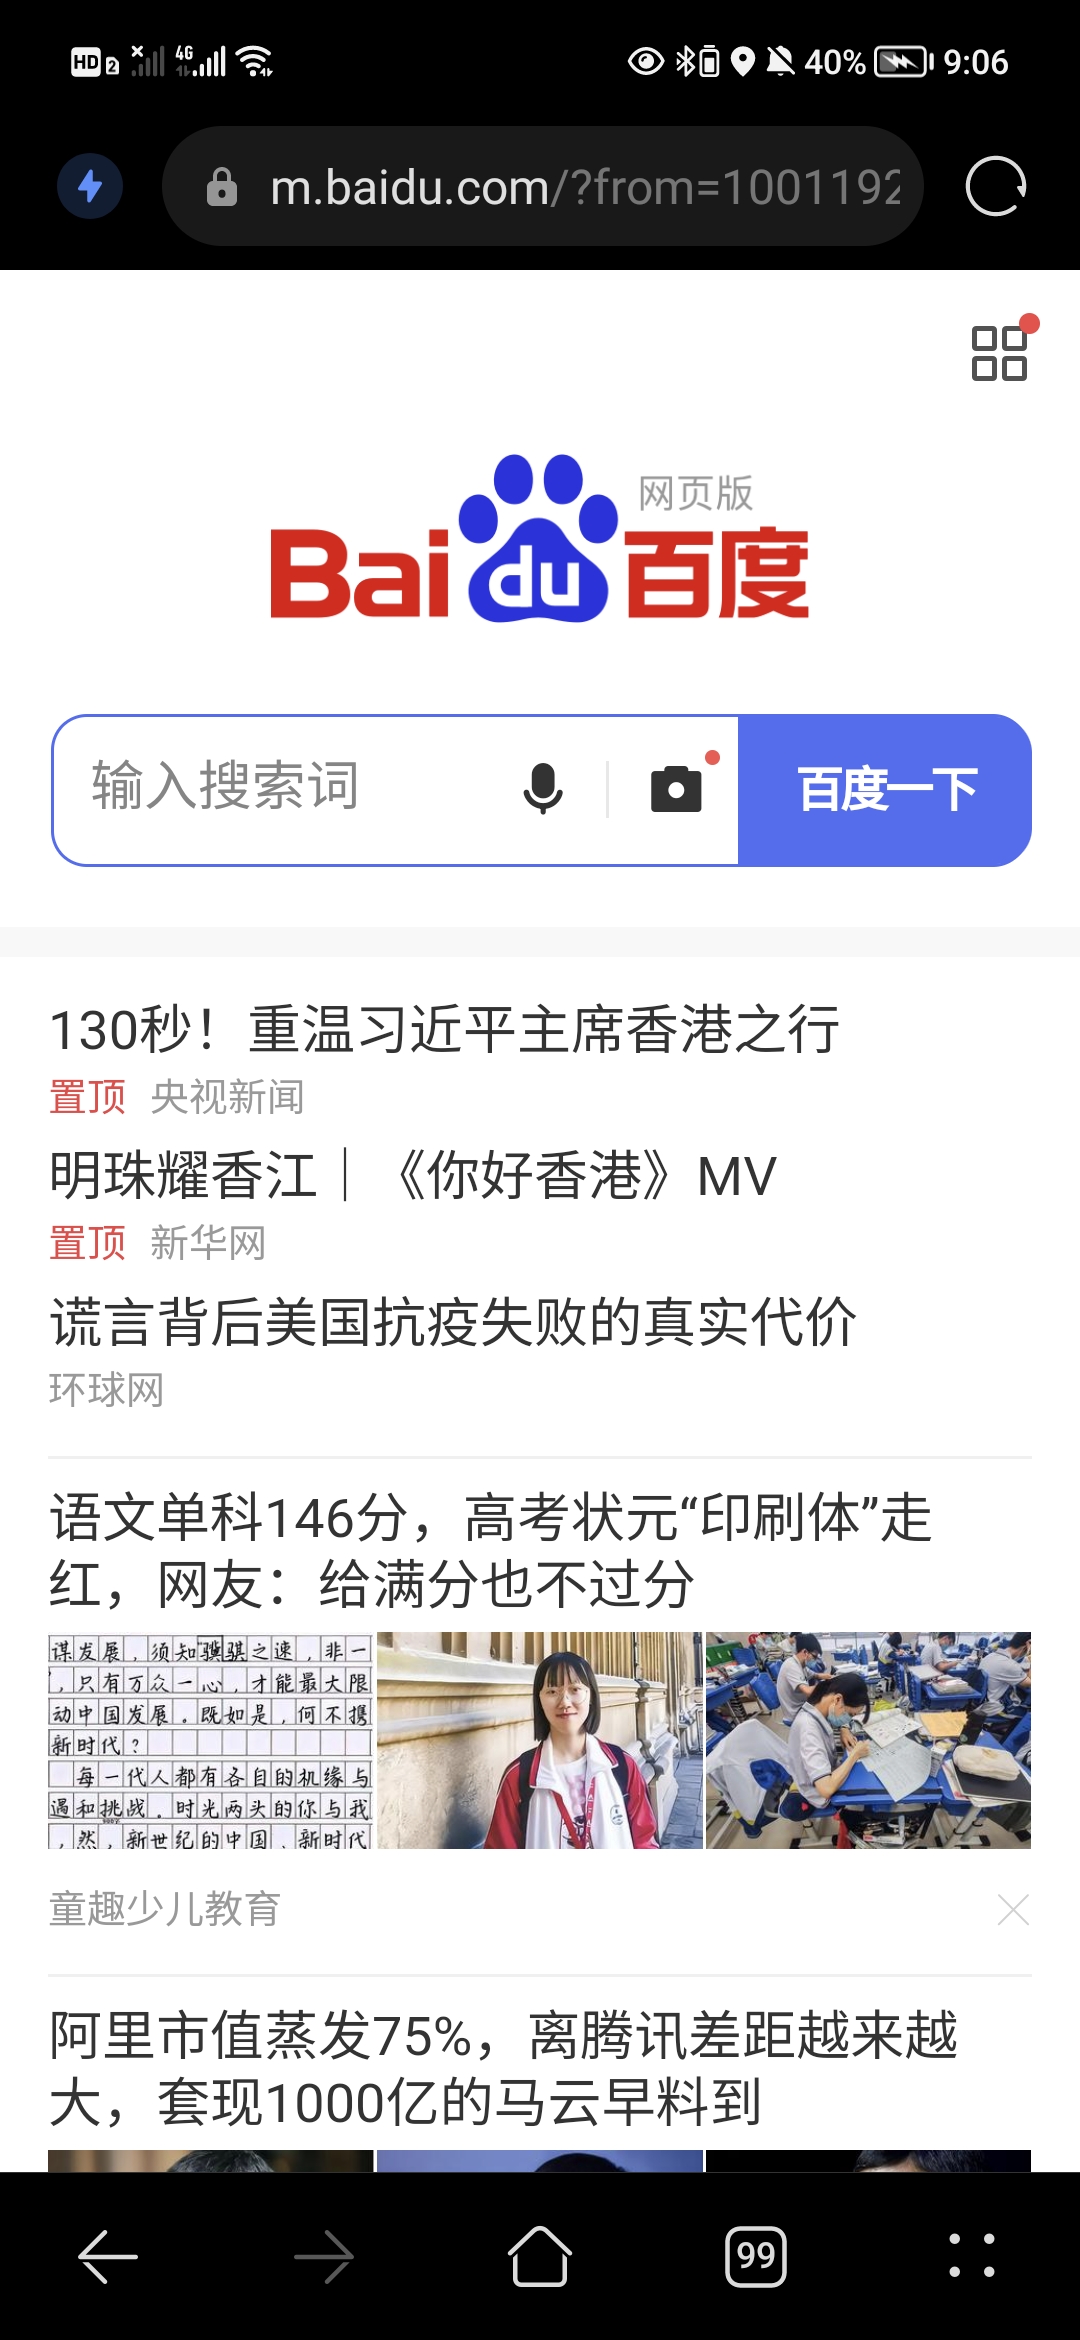 HD 2 4G 40% 9:06
m.baidu.com/?from=1001192
网页版
Bai du 百度
输入搜索词 百度一下
130秒！重温习近平主席香港之行
置顶 央视新闻
明珠耀香江｜《你好香港》MV
置顶 新华网
谎言背后美国抗疫失败的真实代价
环球网
语文单科146分，高考状元“印刷体”走
红，网友：给满分也不过分
谋发展，须知骥骐之速，非一
，只有万众一心，才能最大限
动中国发展。既如是，何不携
新时代？
每一代人都有各自的机缘与
遇和挑战。时光两头的你与我
，然，新世纪的中国、新时代
童趣少儿教育
阿里市值蒸发75%，离腾讯差距越来越
大，套现1000亿的马云早料到
99